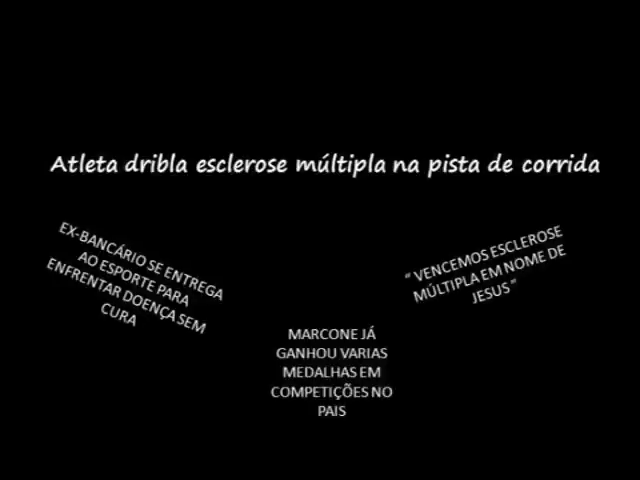 Atleta dribla esclerose múltipla na pista de corrida
EX-BANCÁRIO SE ENTREGA
AO ESPORTE PARA
ENFRENTAR DOENÇA SEM
CURA
“ VENCEMOS ESCLEROSE
MÚLTIPLA EM NOME DE
JESUS”
MARCONE JÁ
GANHOU VARIAS
MEDALHAS EM
COMPETIÇÕES NO
PAIS